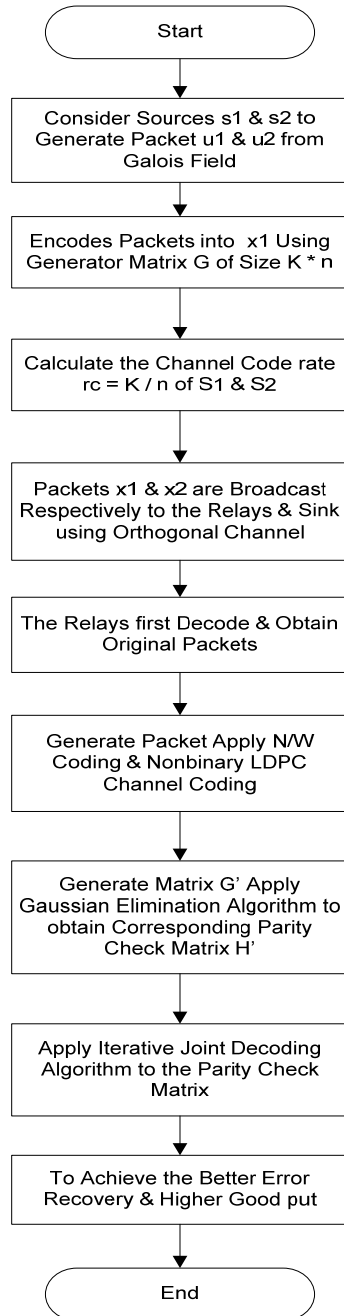 Start
Consider Sources s1 & s2 to
Generate Packet u1 & u2 from
Galois Field
Encodes Packets into x1 Using
Generator Matrix G of Size K * n
Calculate the Channel Code rate
rc = K / n of S1 & S2
Packets x1 & x2 are Broadcast
Respectively to the Relays & Sink
using Orthogonal Channel
The Relays first Decode & Obtain
Original Packets
Generate Packet Apply N/W
Coding & Nonbinary LDPC
Channel Coding
Generate Matrix G’ Apply
Gaussian Elimination Algorithm to
obtain Corresponding Parity
Check Matrix H’
Apply Iterative Joint Decoding
Algorithm to the Parity Check
Matrix
To Achieve the Better Error
Recovery & Higher Good put
End